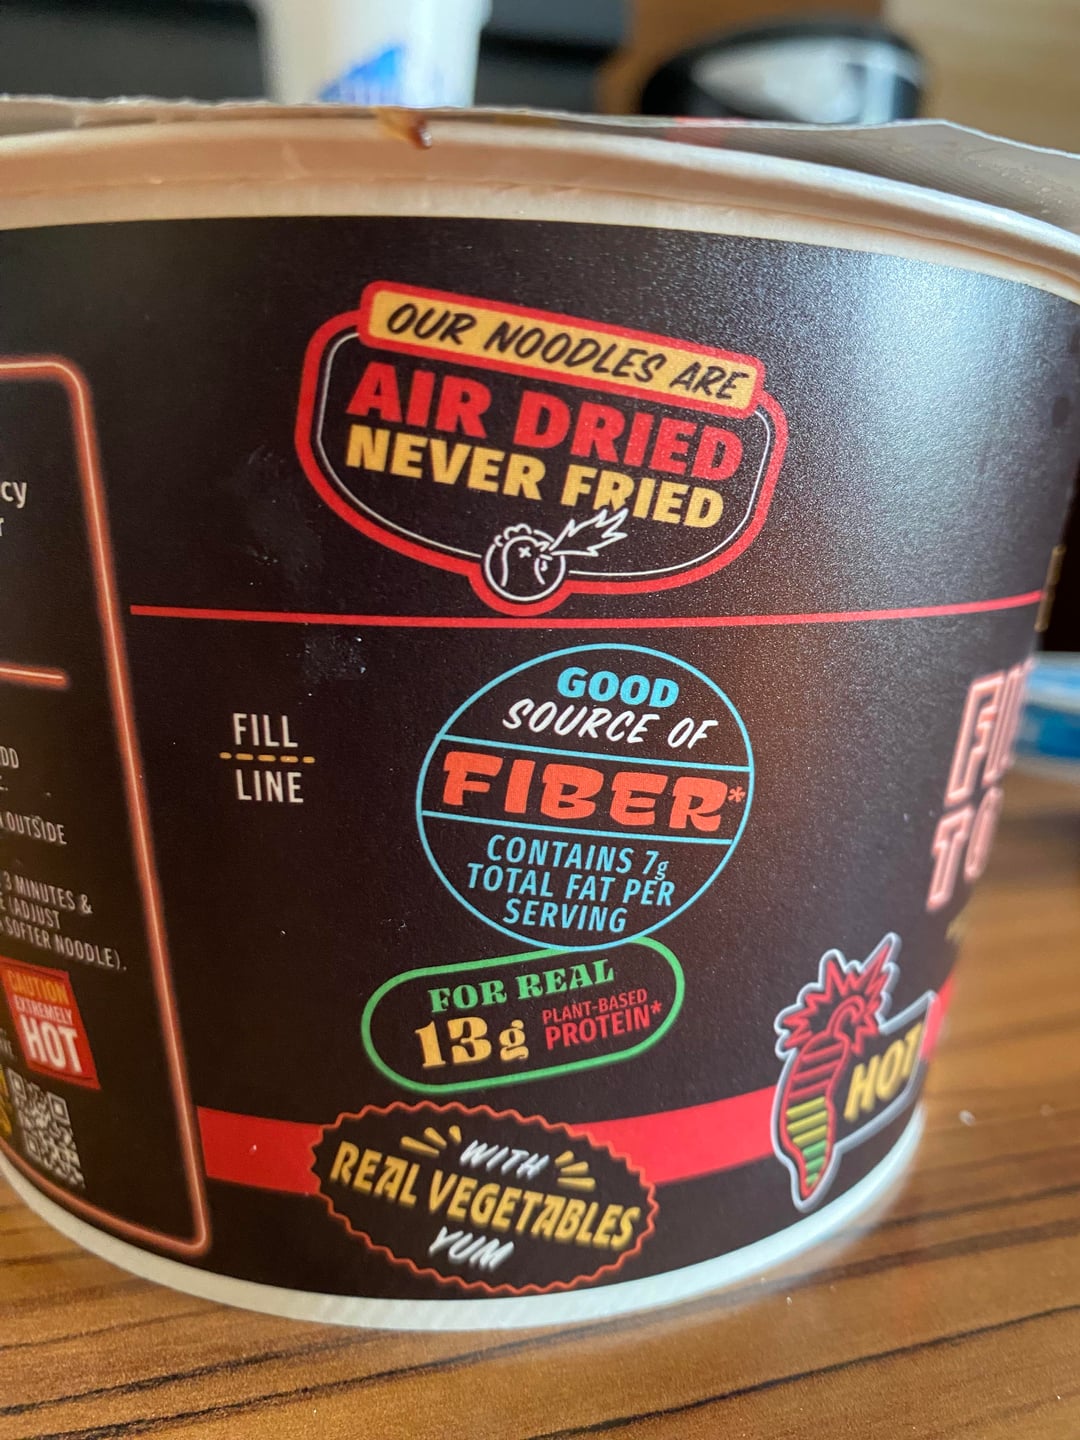 OUR NOODLES ARE
AIR DRIED
NEVER FRIED
FILL
LINE
GOOD
SOURCE OF
FIBER*
CONTAINS 7g
TOTAL FAT PER
SERVING
FOR REAL
13g PLANT-BASED
PROTEIN*
WITH
REAL VEGETABLES
YUM
HOT
OUTSIDE
3 MINUTES &
(ADJUST
SOFTER NOODLE).
CAUTION
EXTREMELY
HOT